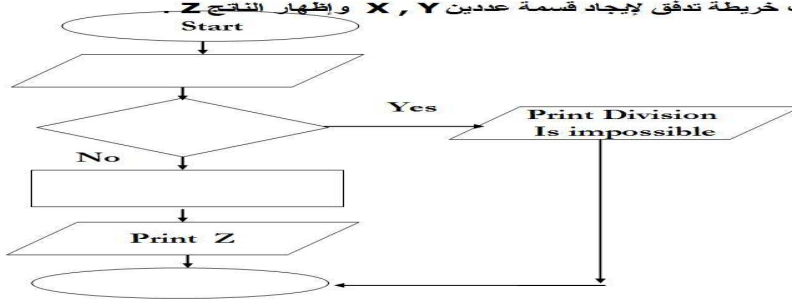 خريطة تدفق لإيجاد قسمة عددين X , Y وإظهار الناتج Z .
Start
Yes
Print Division
Is impossible
No
Print Z